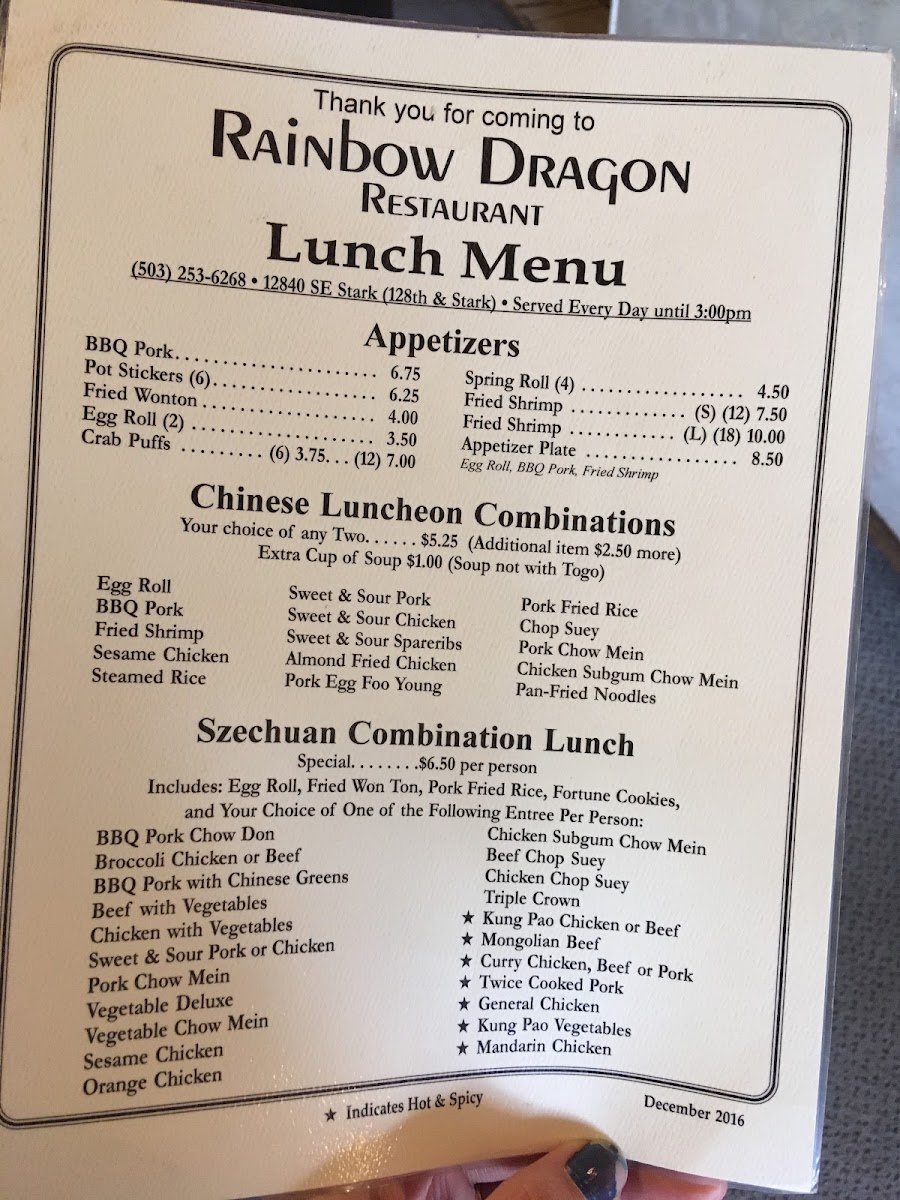 Thank you for coming to
Rainbow Dragon
Restaurant
Lunch Menu
(503) 253-6268 • 12840 SE Stark (128th & Stark) • Served Every Day until 3:00pm
Appetizers
BBQ Pork...................... 6.75
Pot Stickers (6)................. 6.25
Fried Wonton .................. 4.00
Egg Roll (2) ................... 3.50
Crab Puffs ......... (6) 3.75... (12) 7.00
Spring Roll (4) ................. 4.50
Fried Shrimp ............ (S) (12) 7.50
Fried Shrimp ........... (L) (18) 10.00
Appetizer Plate ................ 8.50
Egg Roll, BBQ Pork, Fried Shrimp
Chinese Luncheon Combinations
Your choice of any Two...... $5.25 (Additional item $2.50 more)
Extra Cup of Soup $1.00 (Soup not with Togo)
Egg Roll
BBQ Pork
Fried Shrimp
Sesame Chicken
Steamed Rice
Sweet & Sour Pork
Sweet & Sour Chicken
Sweet & Sour Spareribs
Almond Fried Chicken
Pork Egg Foo Young
Pork Fried Rice
Chop Suey
Pork Chow Mein
Chicken Subgum Chow Mein
Pan-Fried Noodles
Szechuan Combination Lunch
Special........$6.50 per person
Includes: Egg Roll, Fried Won Ton, Pork Fried Rice, Fortune Cookies,
and Your Choice of One of the Following Entree Per Person:
BBQ Pork Chow Don
Broccoli Chicken or Beef
BBQ Pork with Chinese Greens
Beef with Vegetables
Chicken with Vegetables
Sweet & Sour Pork or Chicken
Pork Chow Mein
Vegetable Deluxe
Vegetable Chow Mein
Sesame Chicken
Orange Chicken
Chicken Subgum Chow Mein
Beef Chop Suey
Chicken Chop Suey
Triple Crown
★ Kung Pao Chicken or Beef
★ Mongolian Beef
★ Curry Chicken, Beef or Pork
★ Twice Cooked Pork
★ General Chicken
★ Kung Pao Vegetables
★ Mandarin Chicken
★ Indicates Hot & Spicy
December 2016